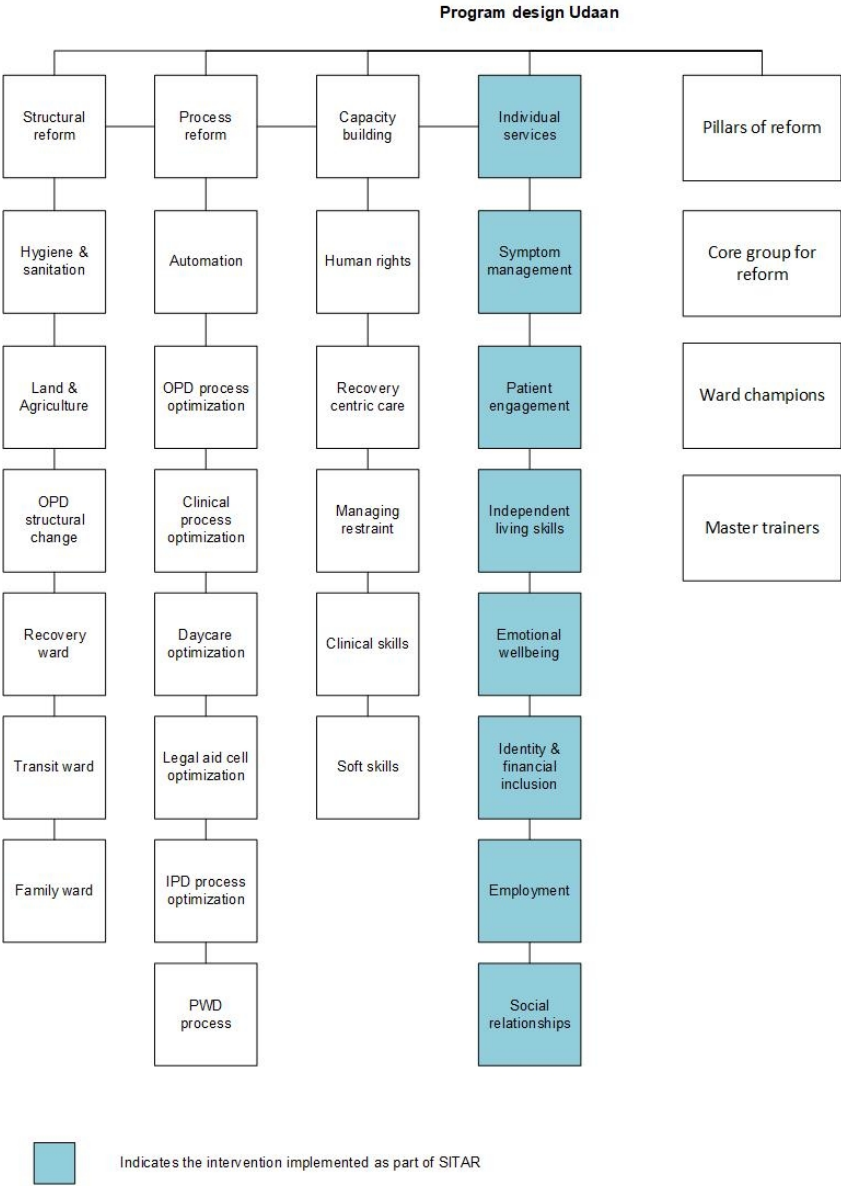 Program design Udaan
Structural
reform
Process
reform
Capacity
building
Individual
services
Pillars of reform
Hygiene &
sanitation
Automation
Human rights
Symptom
management
Core group for
reform
Land &
Agriculture
OPD process
optimization
Recovery
centric care
Patient
engagement
Ward champions
OPD
structural
change
Clinical
process
optimization
Managing
restraint
Independent
living skills
Master trainers
Recovery
ward
Daycare
optimization
Clinical skills
Emotional
wellbeing
Transit ward
Legal aid cell
optimization
Soft skills
Identity &
financial
inclusion
Family ward
IPD process
optimization
Employment
PWD
process
Social
relationships
Indicates the intervention implemented as part of SITAR